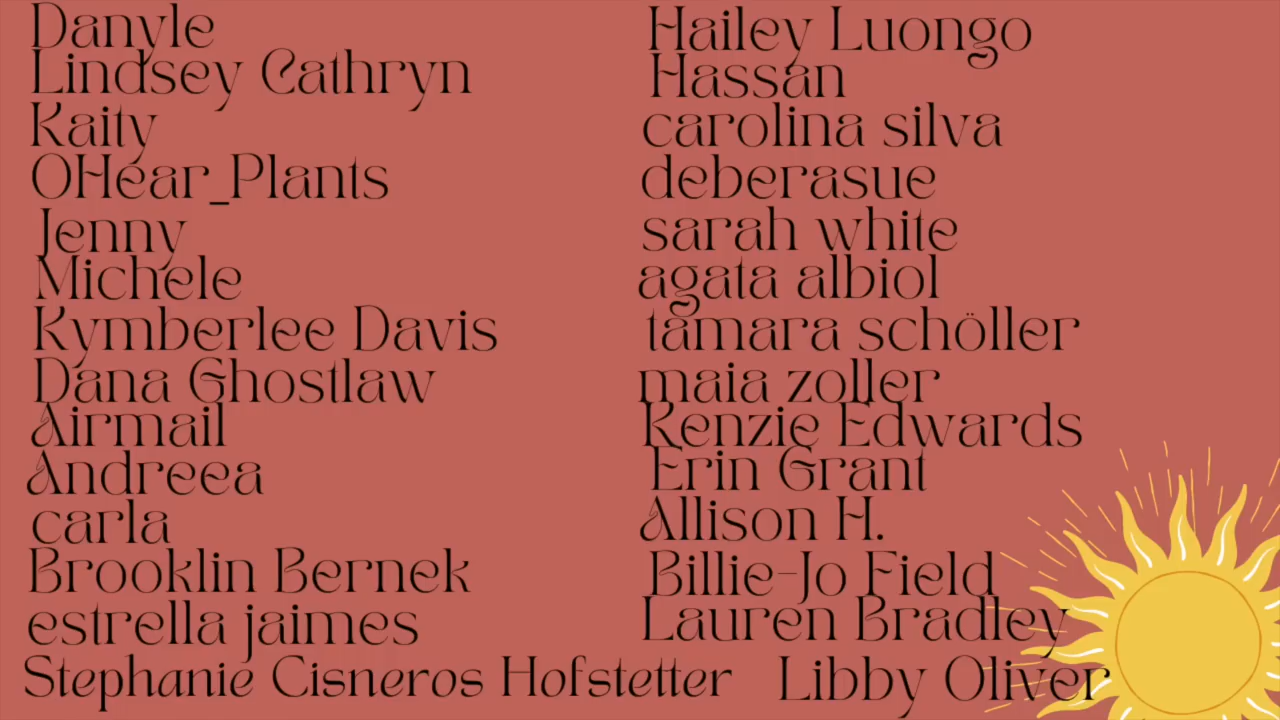 Danyle
Lindsey Cathryn
Kaity
OHear_Plants
Jenny
Michele
Kymberlee Davis
Dana Ghostlaw
Airmail
Andreea
carla
Brooklin Bernek
estrella jaimes
Stephanie Cisneros Hofstetter
Hailey Luongo
Hassan
carolina silva
deberasue
sarah white
agata albiol
tamara schöller
maia zoller
Kenzie Edwards
Erin Grant
Allison H.
Billie-Jo Field
Lauren Bradley
Libby Oliver